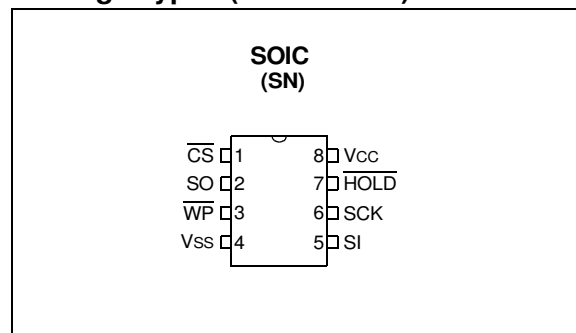 SOIC
(SN)
CS 1 8 Vcc
SO 2 7 HOLD
WP 3 6 SCK
Vss 4 5 SI